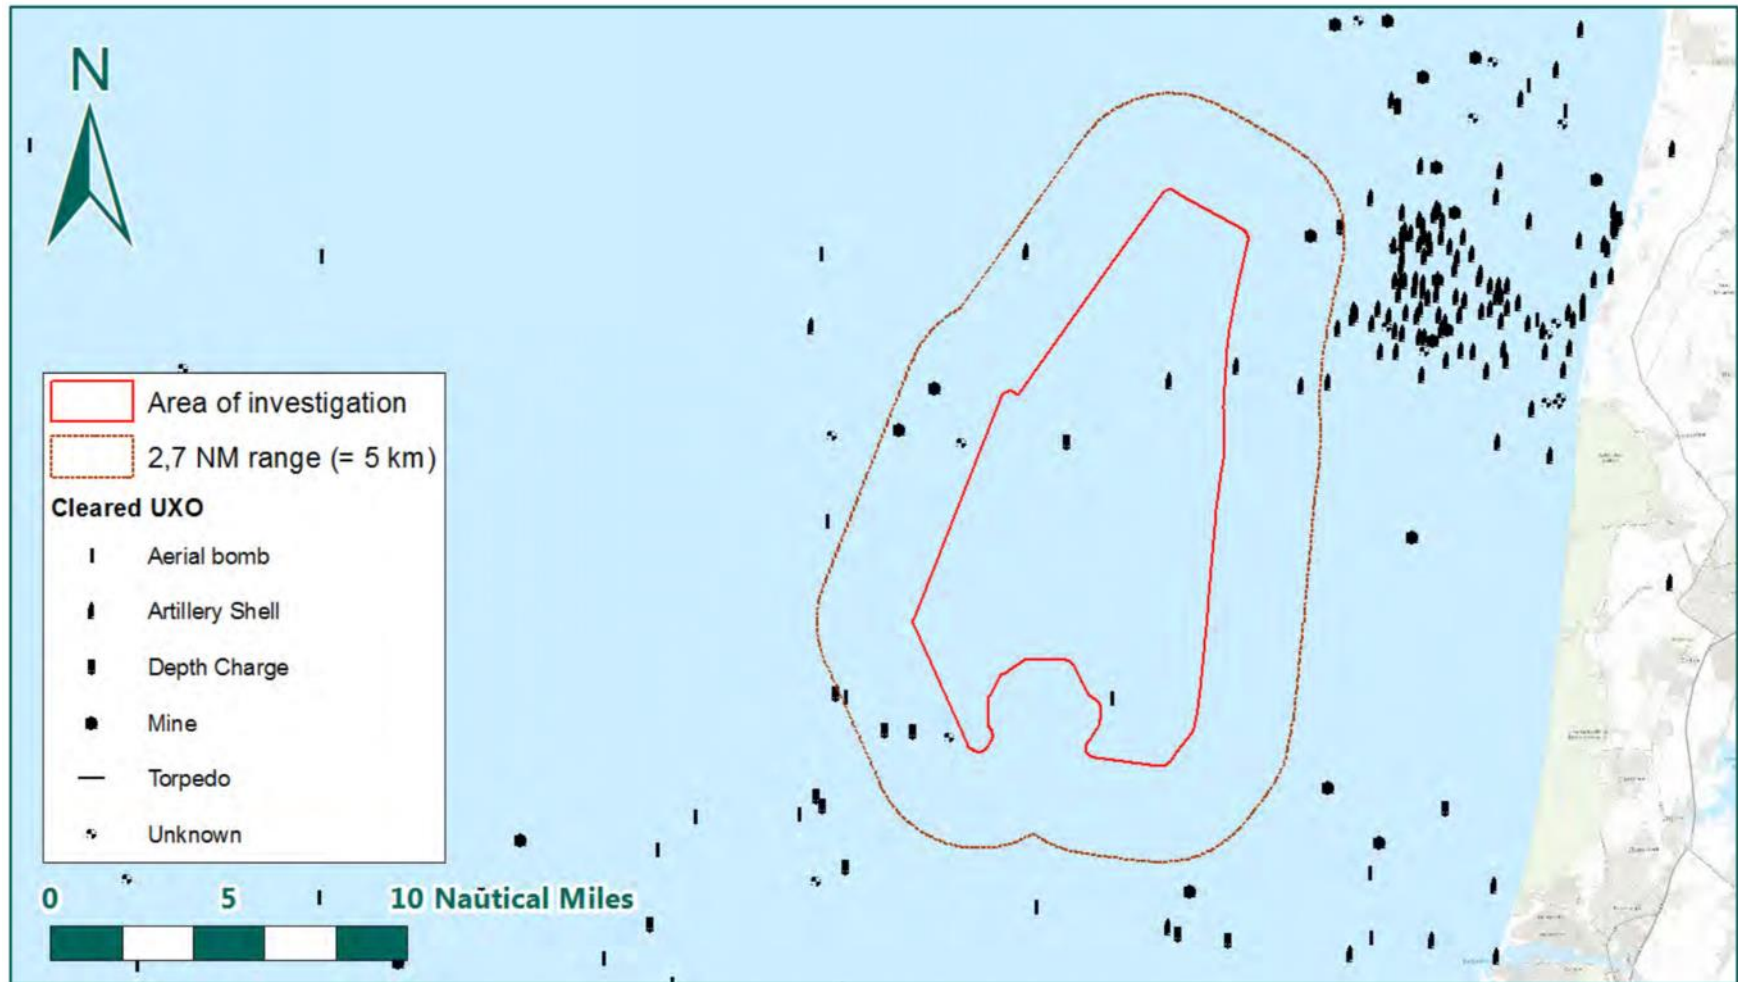 N
Area of investigation
2,7 NM range (= 5 km)
Cleared UXO
Aerial bomb
Artillery Shell
Depth Charge
Mine
Torpedo
Unknown
0 5 10 Nautical Miles